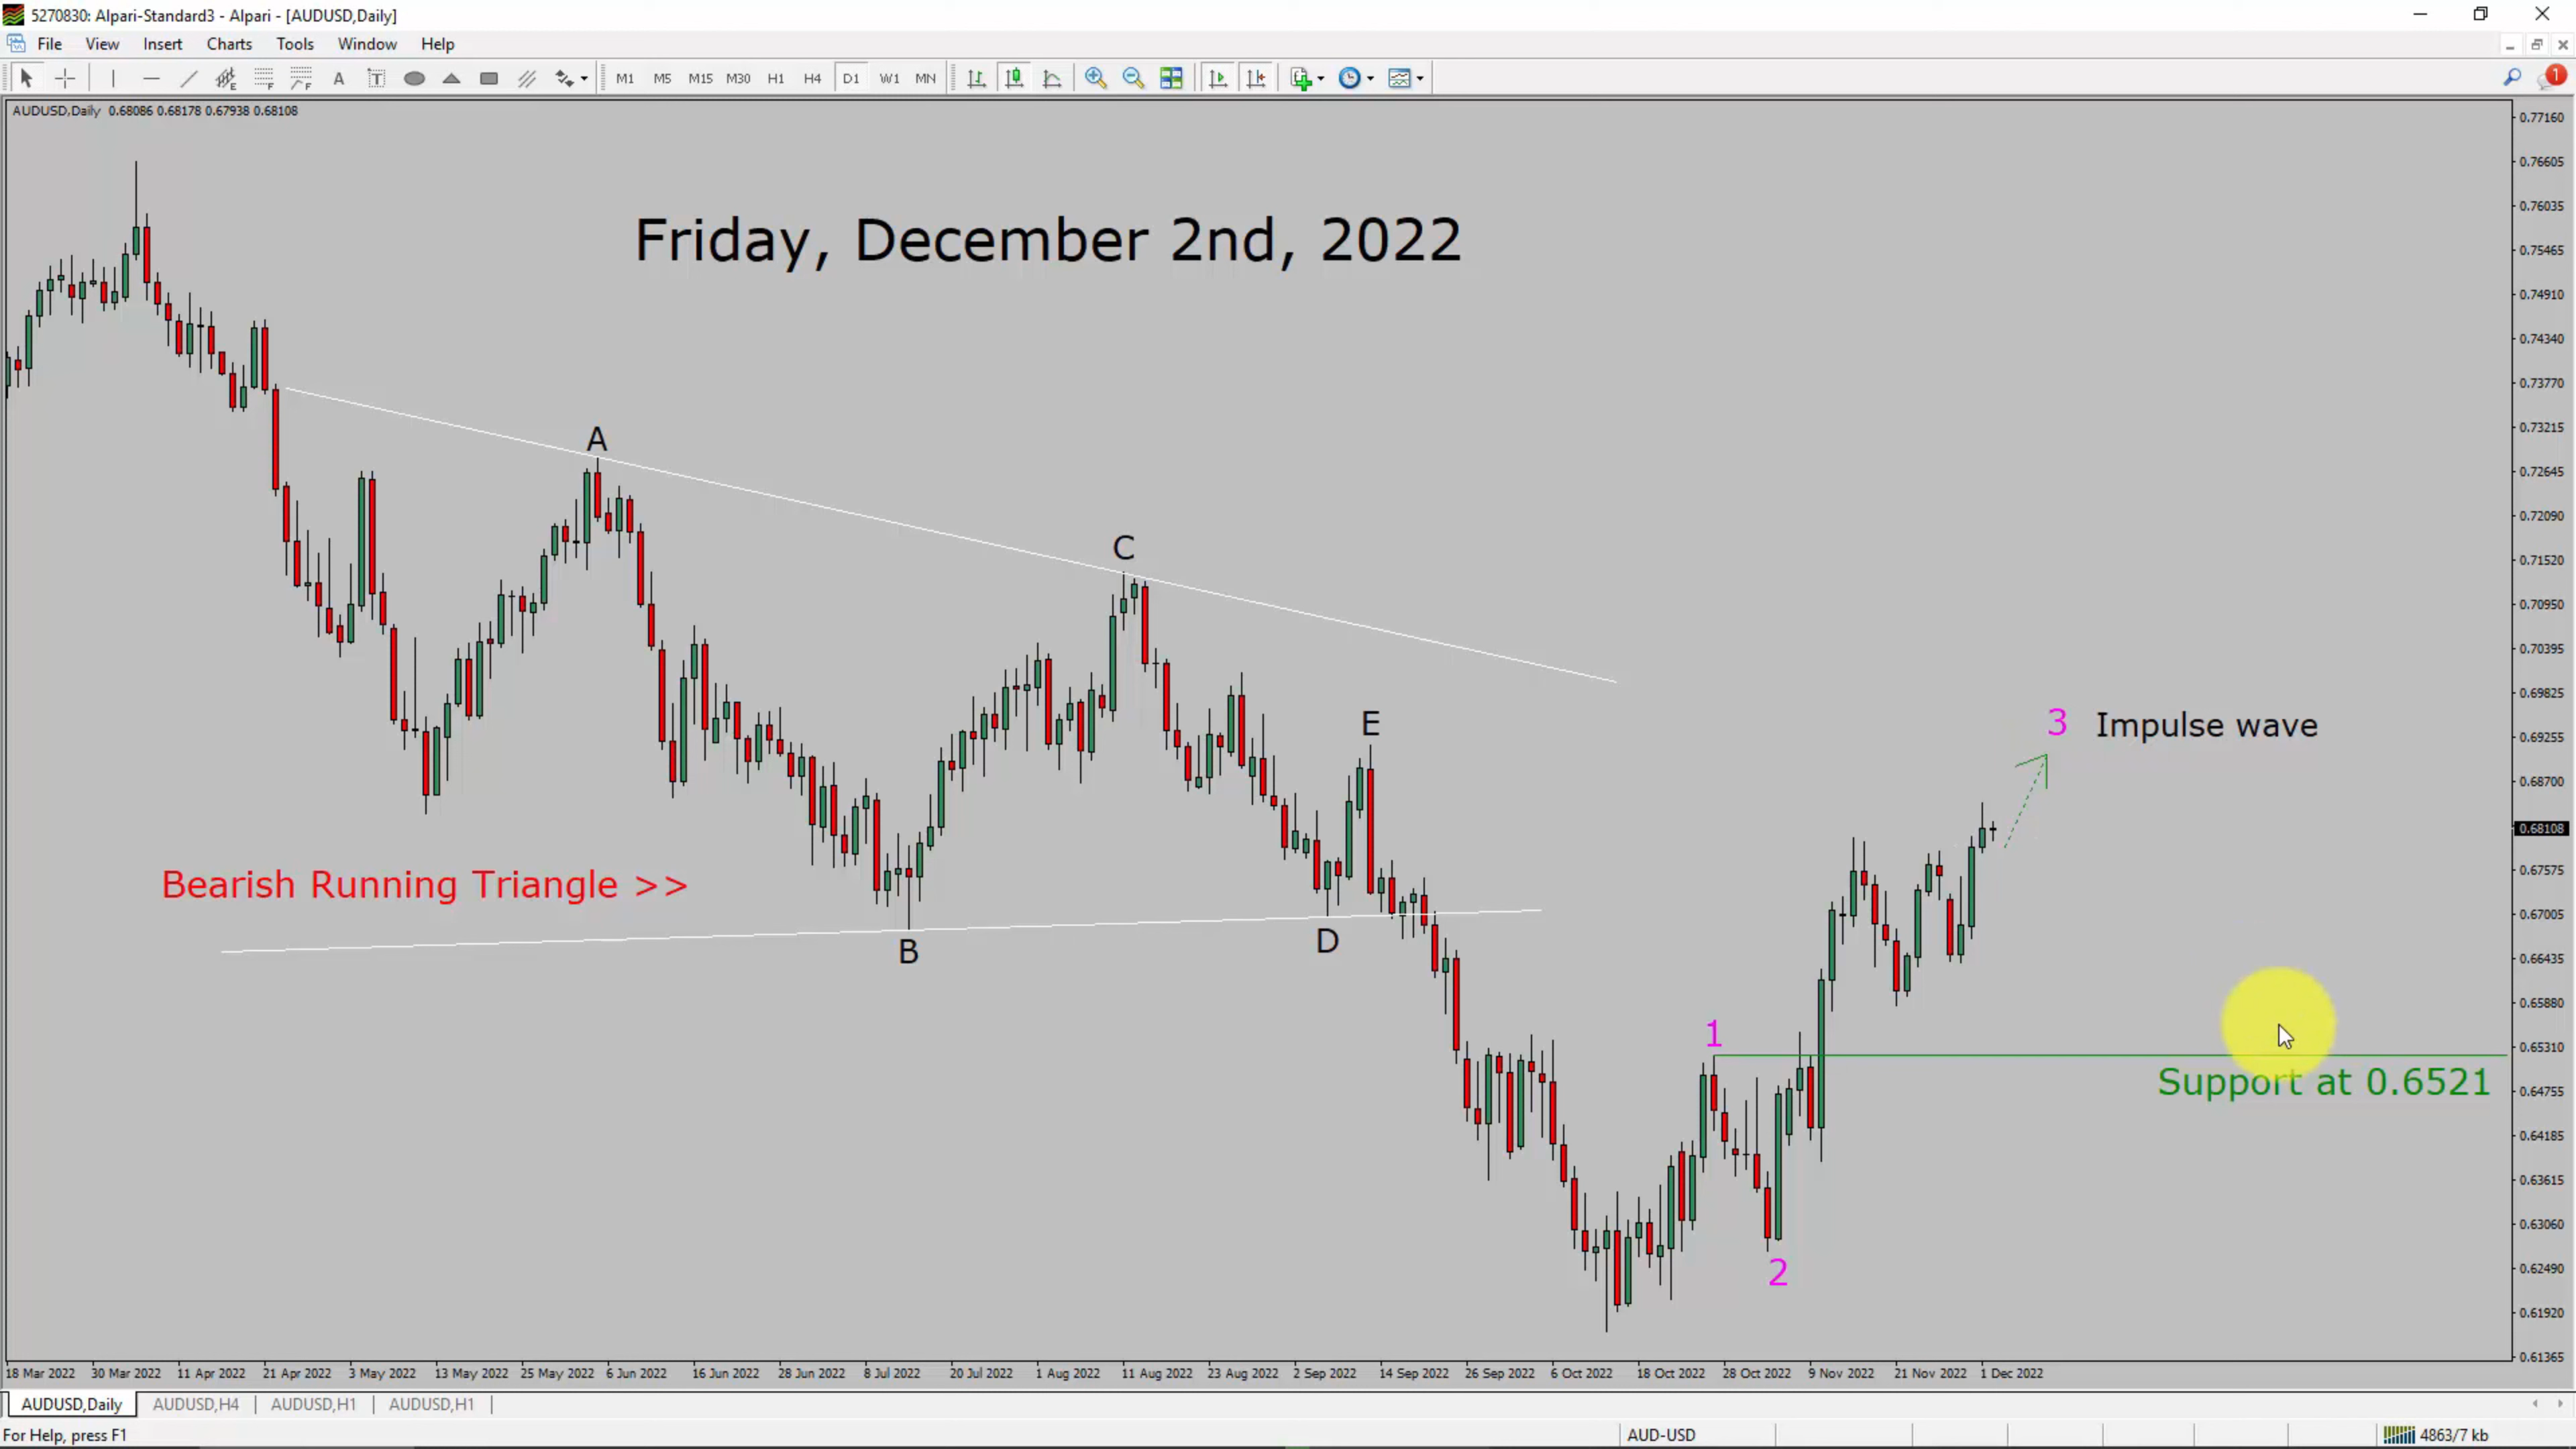 5270830: Alpari-Standard3 - Alpari - [AUDUSD,Daily]
File View Insert Charts Tools Window Help
A T M1 M5 M15 M30 H1 H4 D1 W1 MN 1
AUDUSD,Daily 0.68086 0.68178 0.67938 0.68108
0.77160
0.76605
0.76035
Friday, December 2nd, 2022
0.75465
0.74910
0.74340
0.73770
0.73215
A
0.72645
0.72090
C
0.71520
0.70950
0.70395
0.69825
E
3 Impulse wave
0.69255
0.68700
0.68108
0.67575
Bearish Running Triangle >>
0.67005
D
B
0.66435
0.65880
1
0.65310
Support at 0.6521
0.64755
0.64185
0.63615
0.63060
2
0.62490
0.61920
0.61365
18 Mar 2022 30 Mar 2022 11 Apr 2022 21 Apr 2022 3 May 2022 13 May 2022 25 May 2022 6 Jun 2022 16 Jun 2022 28 Jun 2022 8 Jul 2022 20 Jul 2022 1 Aug 2022 11 Aug 2022 23 Aug 2022 2 Sep 2022 14 Sep 2022 26 Sep 2022 6 Oct 2022 18 Oct 2022 28 Oct 2022 9 Nov 2022 21 Nov 2022 1 Dec 2022
AUDUSD,Daily AUDUSD,H4 AUDUSD,H1 AUDUSD,H1
For Help, press F1 AUD-USD 4863/7 kb